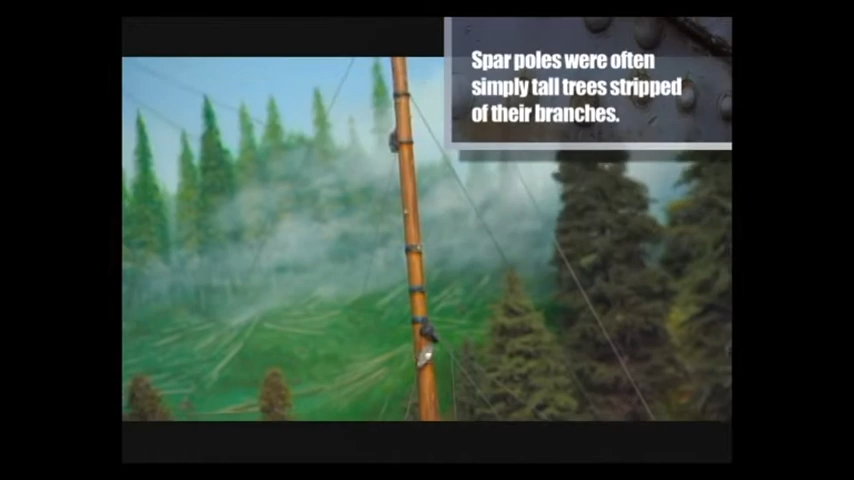 Spar poles were often
simply tall trees stripped
of their branches.